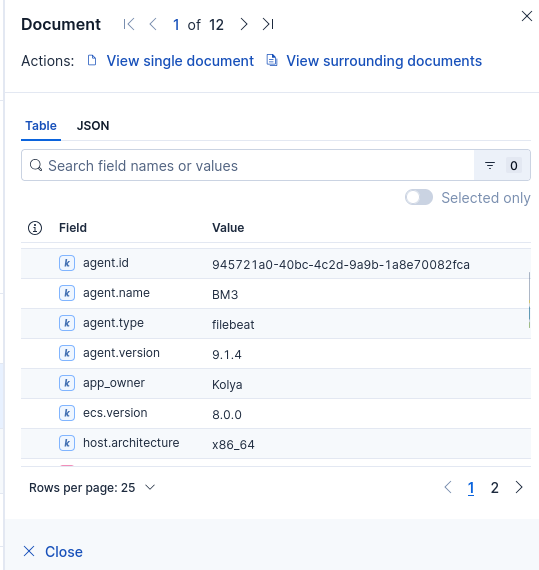 Document 1 of 12
Actions: View single document View surrounding documents
Table JSON
Search field names or values 0
Selected only
Field Value
k agent.id 945721a0-40bc-4c2d-9a9b-1a8e70082fca
k agent.name BM3
k agent.type filebeat
k agent.version 9.1.4
k app_owner Kolya
k ecs.version 8.0.0
k host.architecture x86_64
Rows per page: 25 1 2
Close